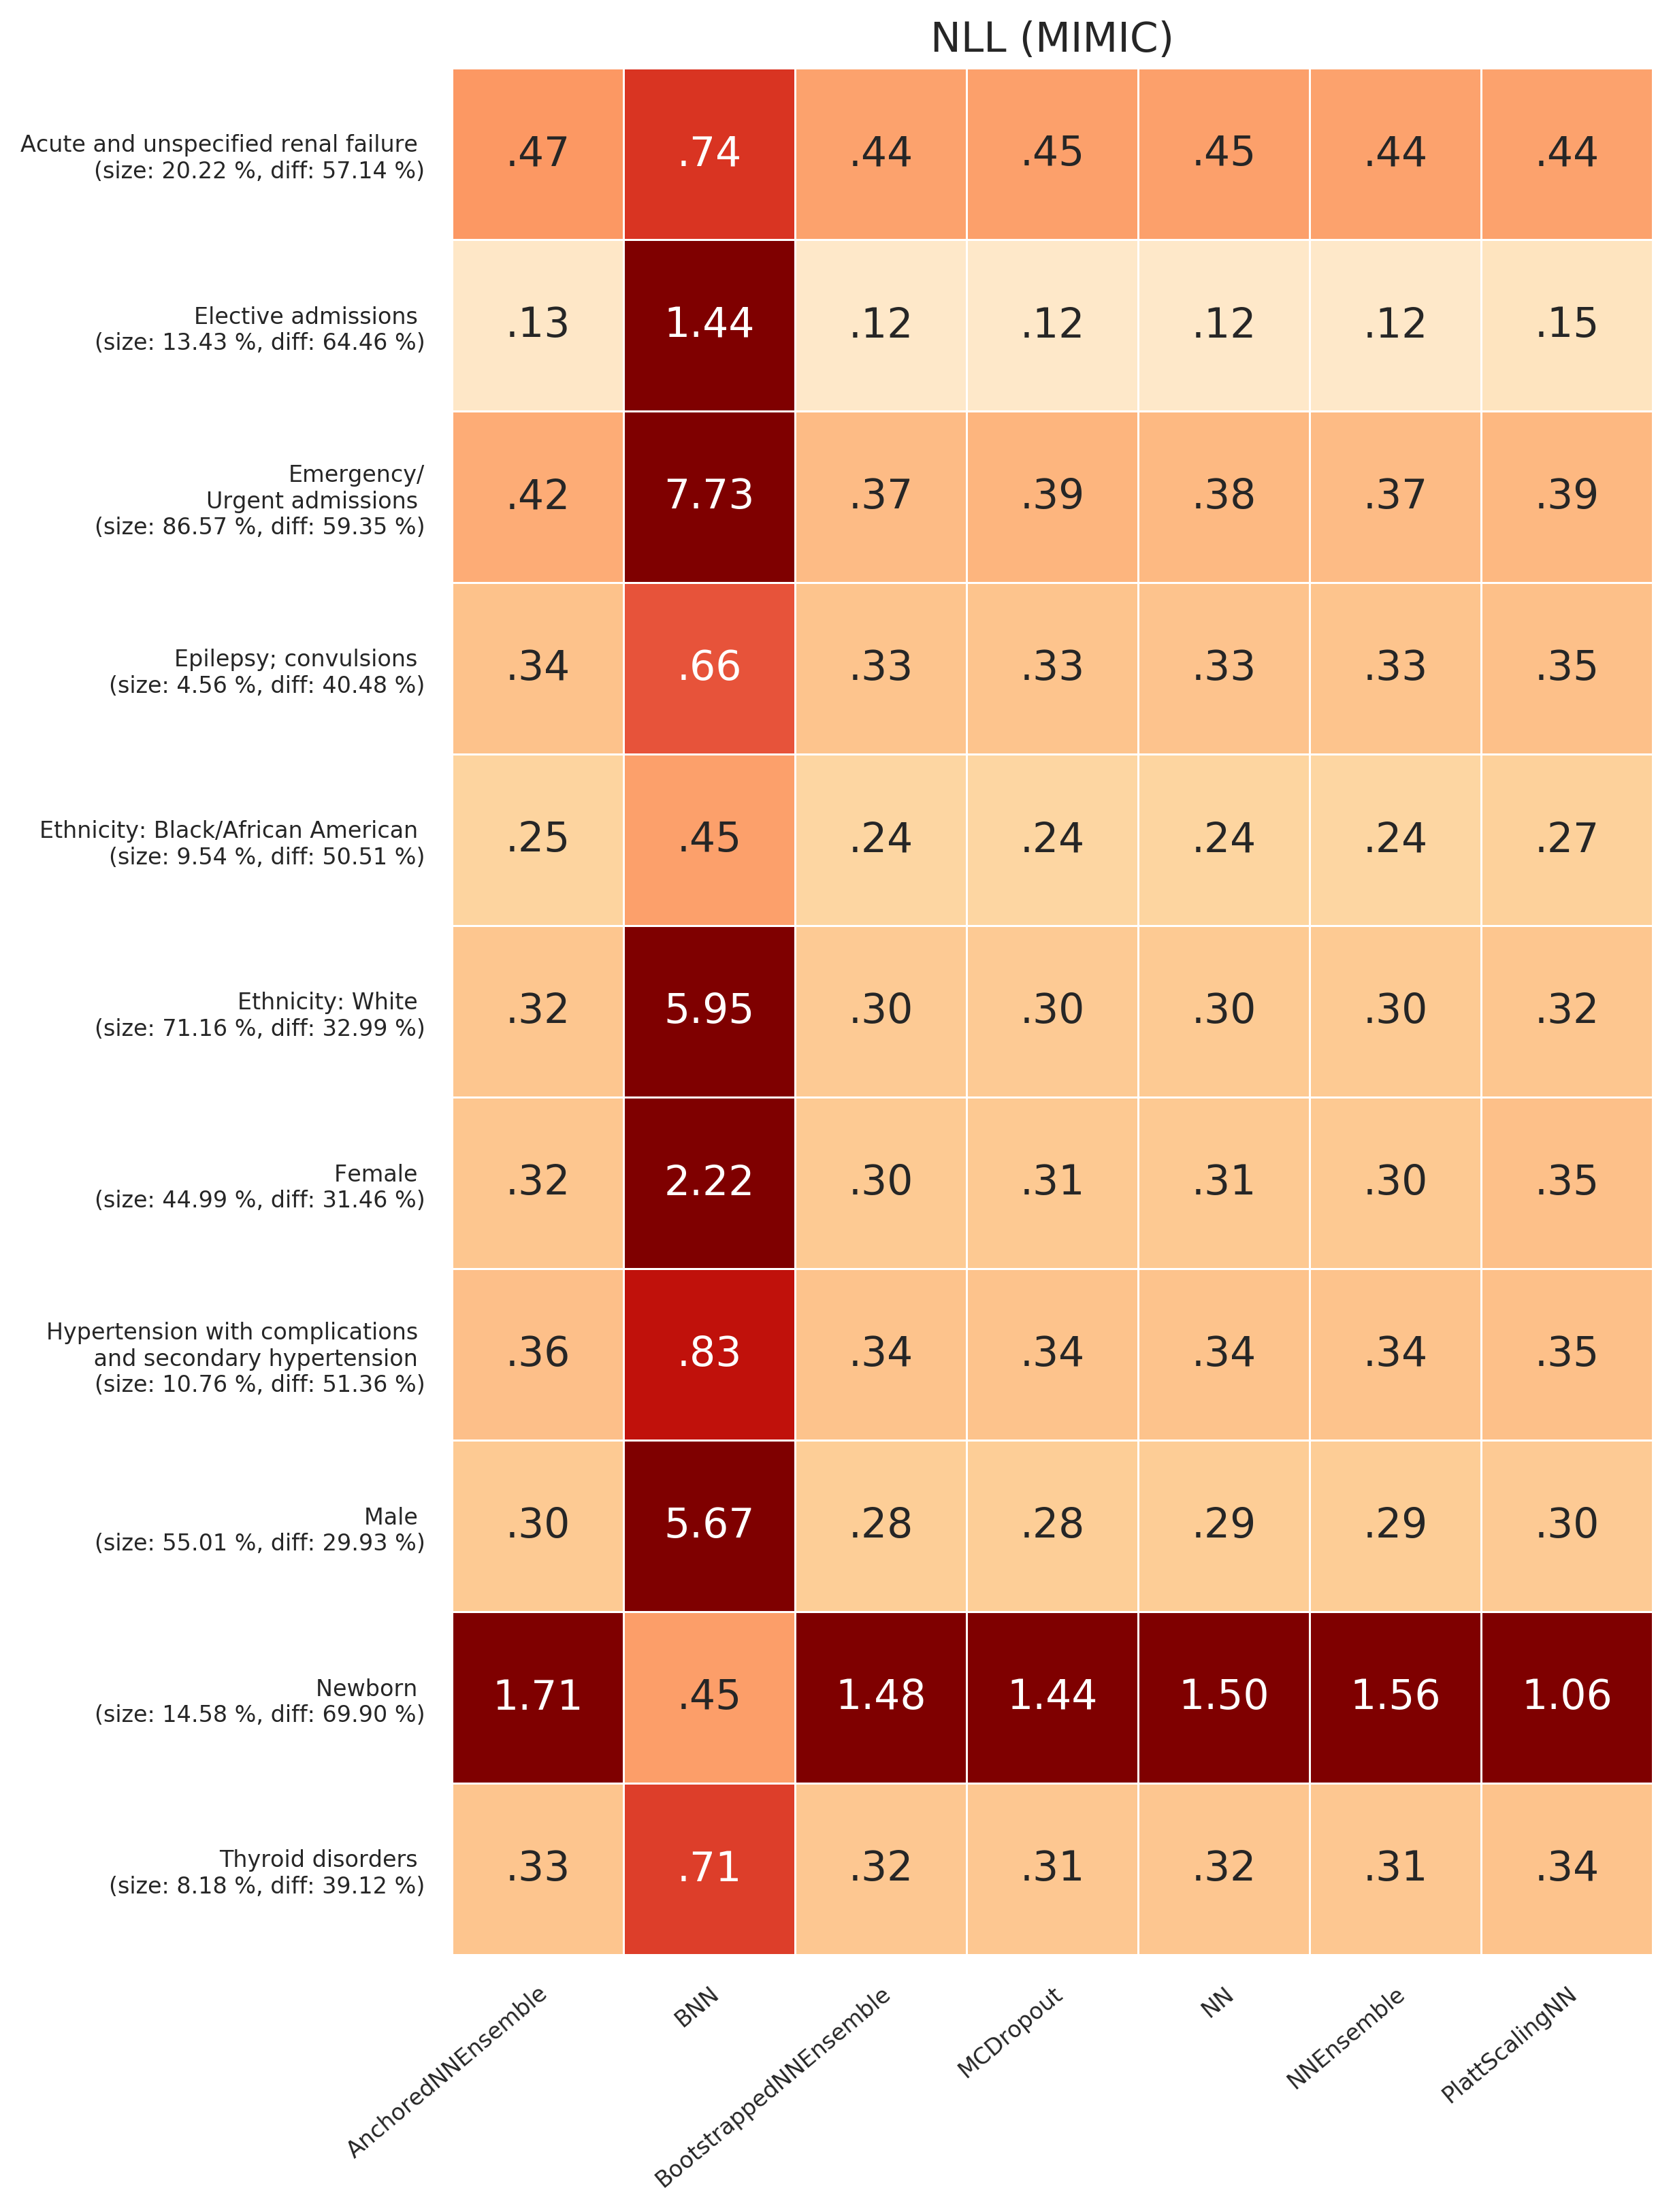 NLL (MIMIC)
Acute and unspecified renal failure
(size: 20.22 %, diff: 57.14 %)
.47 .74 .44 .45 .45 .44 .44
Elective admissions
(size: 13.43 %, diff: 64.46 %)
.13 1.44 .12 .12 .12 .12 .15
Emergency/
Urgent admissions
(size: 86.57 %, diff: 59.35 %)
.42 7.73 .37 .39 .38 .37 .39
Epilepsy; convulsions
(size: 4.56 %, diff: 40.48 %)
.34 .66 .33 .33 .33 .33 .35
Ethnicity: Black/African American
(size: 9.54 %, diff: 50.51 %)
.25 .45 .24 .24 .24 .24 .27
Ethnicity: White
(size: 71.16 %, diff: 32.99 %)
.32 5.95 .30 .30 .30 .30 .32
Female
(size: 44.99 %, diff: 31.46 %)
.32 2.22 .30 .31 .31 .30 .35
Hypertension with complications
and secondary hypertension
(size: 10.76 %, diff: 51.36 %)
.36 .83 .34 .34 .34 .34 .35
Male
(size: 55.01 %, diff: 29.93 %)
.30 5.67 .28 .28 .29 .29 .30
Newborn
(size: 14.58 %, diff: 69.90 %)
1.71 .45 1.48 1.44 1.50 1.56 1.06
Thyroid disorders
(size: 8.18 %, diff: 39.12 %)
.33 .71 .32 .31 .32 .31 .34
AnchoredNNEnsemble
BNN
BootstrappedNNEnsemble
MCDropout
NN
NNEnsemble
PlattScalingNN